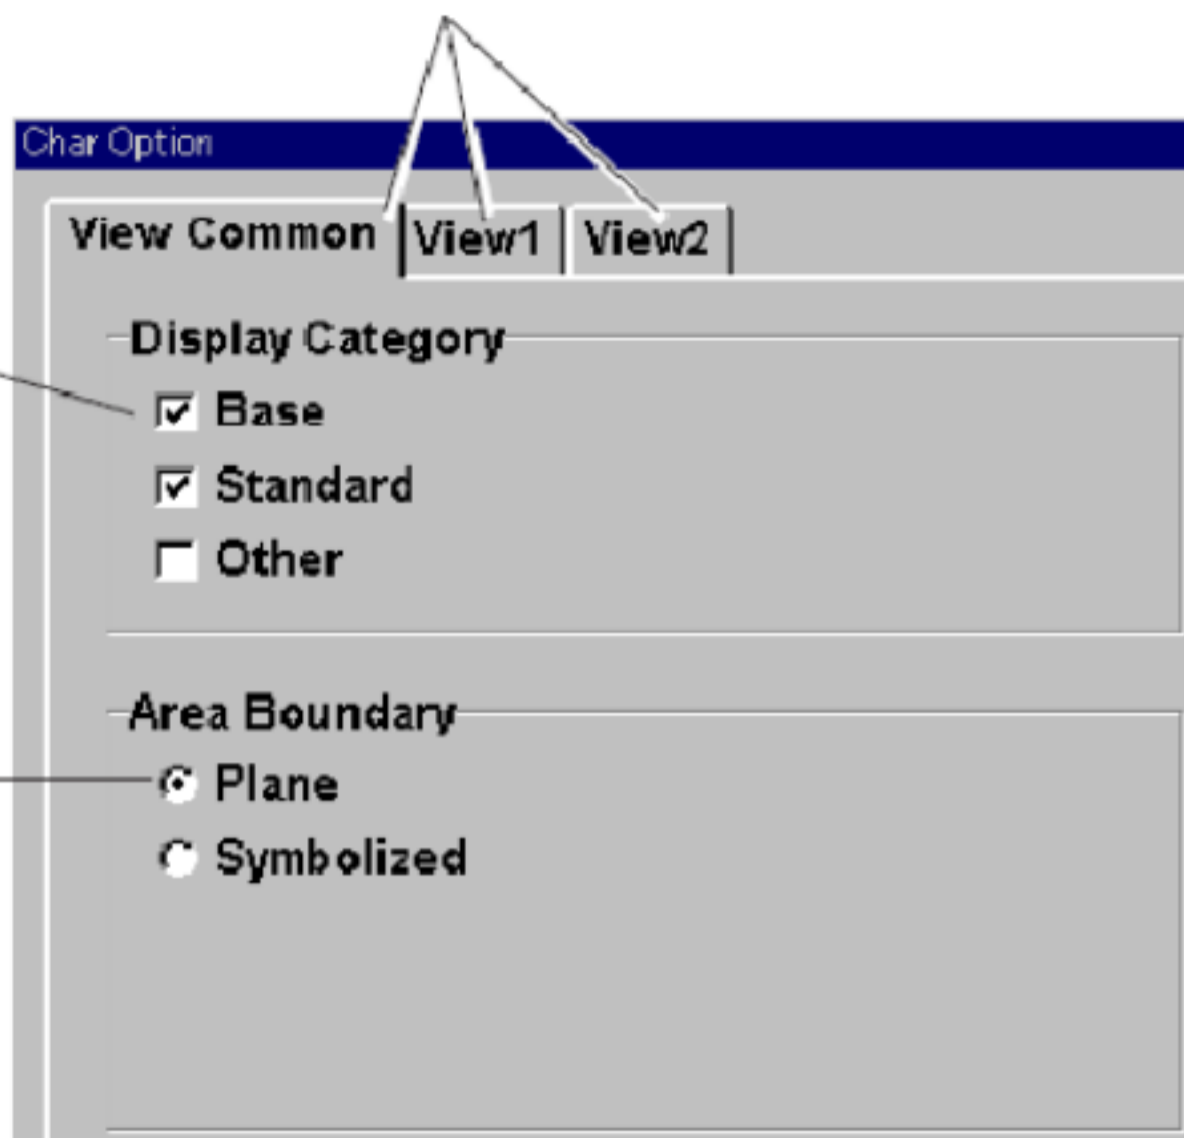 Char Option
View Common View1 View2
Display Category
Base
Standard
Other
Area Boundary
Plane
Symbolized